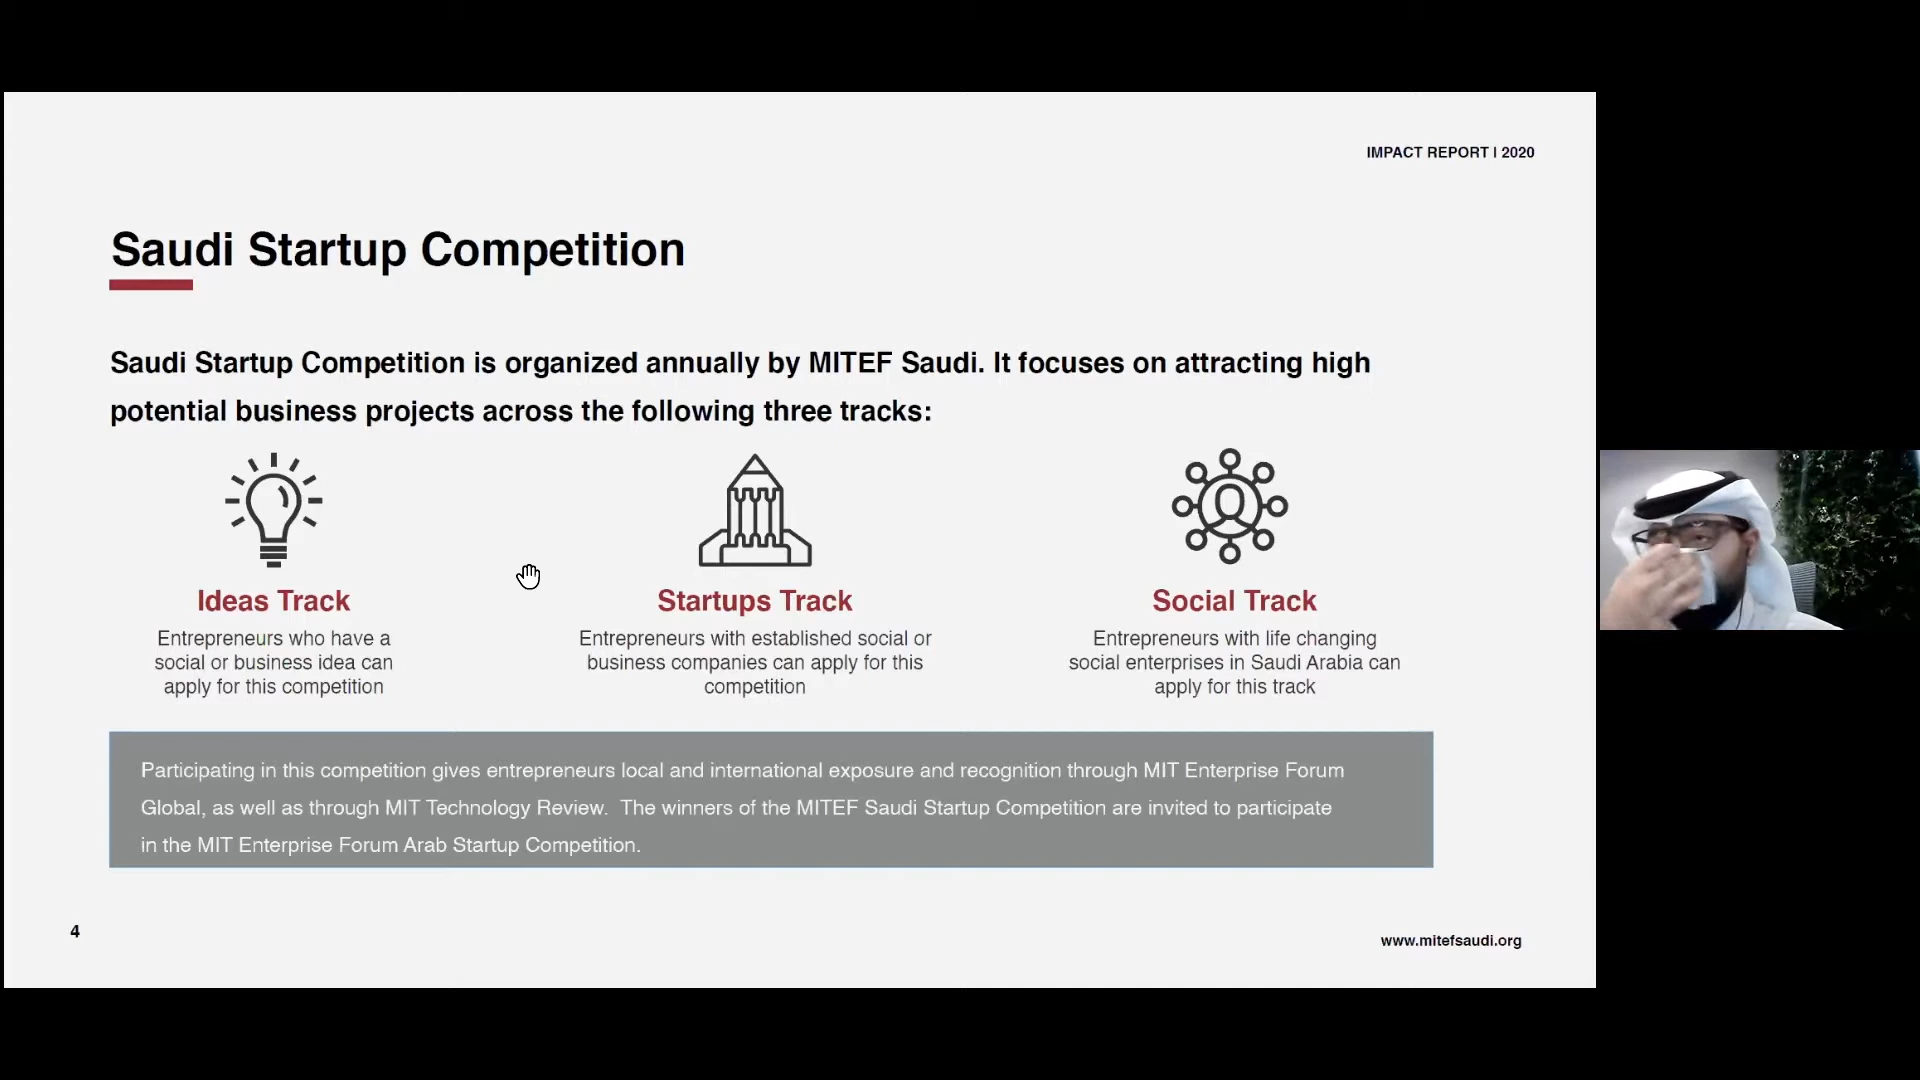 IMPACT REPORT | 2020
Saudi Startup Competition
Saudi Startup Competition is organized annually by MITEF Saudi. It focuses on attracting high
potential business projects across the following three tracks:
Ideas Track
Entrepreneurs who have a
social or business idea can
apply for this competition
Startups Track
Entrepreneurs with established social or
business companies can apply for this
competition
Social Track
Entrepreneurs with life changing
social enterprises in Saudi Arabia can
apply for this track
Participating in this competition gives entrepreneurs local and international exposure and recognition through MIT Enterprise Forum
Global, as well as through MIT Technology Review. The winners of the MITEF Saudi Startup Competition are invited to participate
in the MIT Enterprise Forum Arab Startup Competition.
4
www.mitefsaudi.org